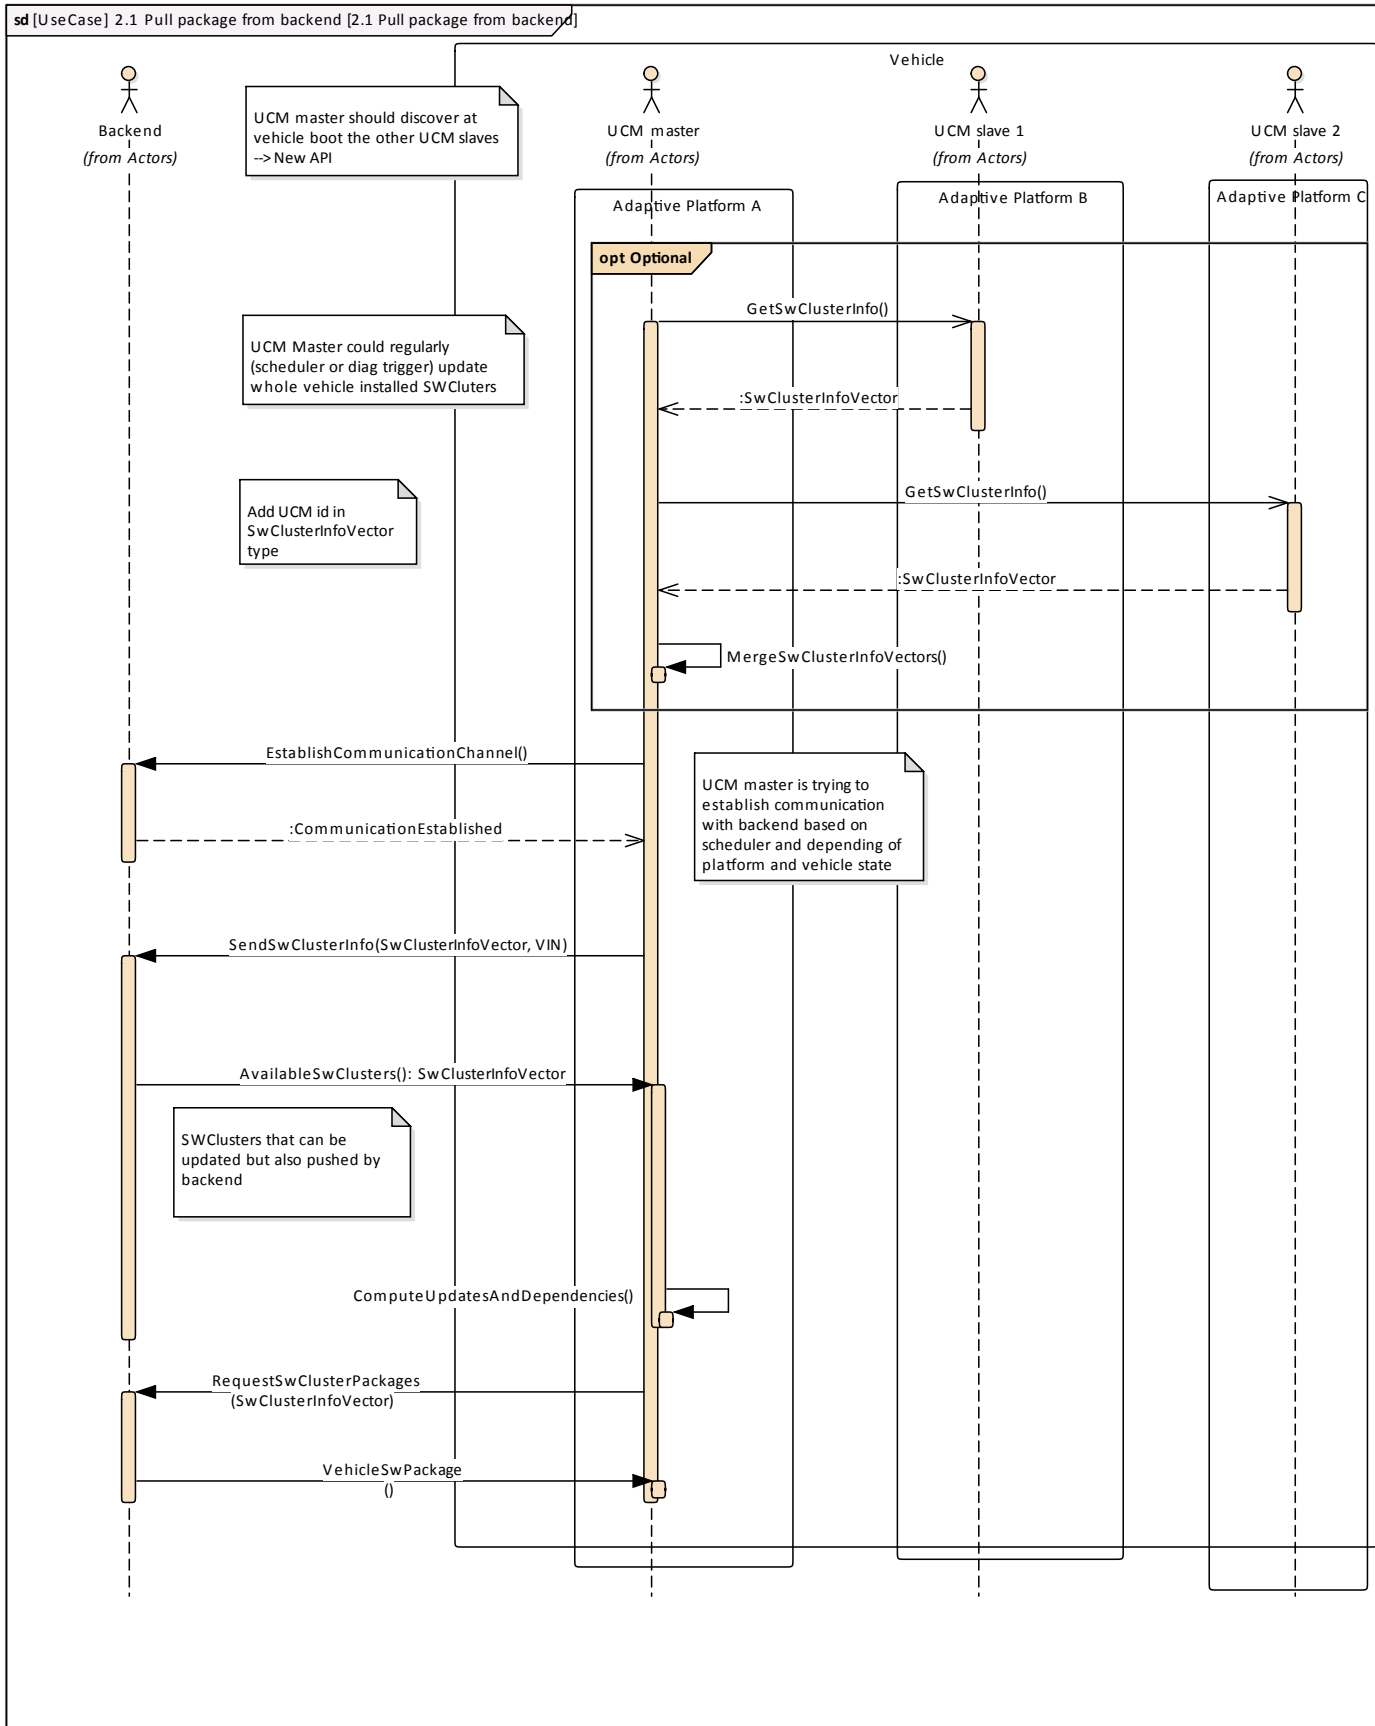 sd [UseCase] 2.1 Pull package from backend [2.1 Pull package from backend]
Vehicle
Backend
(from Actors)
UCM master should discover at
vehicle boot the other UCM slaves
--> New API
UCM master
(from Actors)
UCM slave 1
(from Actors)
UCM slave 2
(from Actors)
Adaptive Platform A
Adaptive Platform B
Adaptive Platform C
opt Optional
GetSwClusterInfo()
UCM Master could regularly
(scheduler or diag trigger) update
whole vehicle installed SWCluters
:SwClusterInfoVector
GetSwClusterInfo()
Add UCM id in
SwClusterInfoVector
type
:SwClusterInfoVector
MergeSwClusterInfoVectors()
EstablishCommunicationChannel()
UCM master is trying to
establish communication
with backend based on
scheduler and depending of
platform and vehicle state
:CommunicationEstablished
SendSwClusterInfo(SwClusterInfoVector, VIN)
AvailableSwClusters(): SwClusterInfoVector
SWClusters that can be
updated but also pushed by
backend
ComputeUpdatesAndDependencies()
RequestSwClusterPackages
(SwClusterInfoVector)
VehicleSwPackage
()